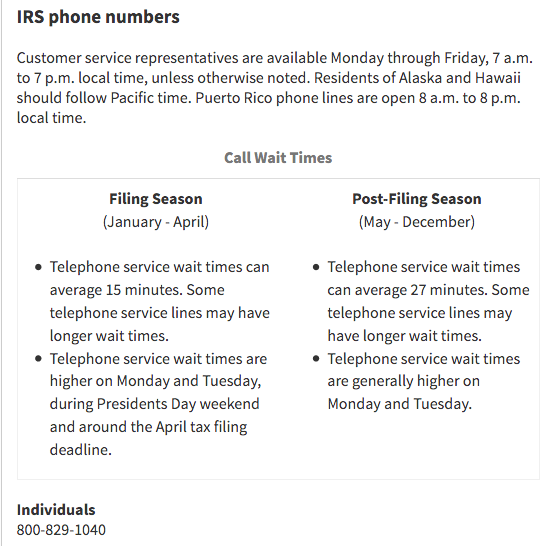 IRS phone numbers
Customer service representatives are available Monday through Friday, 7 a.m.
to 7 p.m. local time, unless otherwise noted. Residents of Alaska and Hawaii
should follow Pacific time. Puerto Rico phone lines are open 8 a.m. to 8 p.m.
local time.
Call Wait Times
Filing Season
(January - April)
• Telephone service wait times can
average 15 minutes. Some
telephone service lines may have
longer wait times.
• Telephone service wait times are
higher on Monday and Tuesday,
during Presidents Day weekend
and around the April tax filing
deadline.
Post-Filing Season
(May - December)
• Telephone service wait times
can average 27 minutes. Some
telephone service lines may
have longer wait times.
• Telephone service wait times
are generally higher on
Monday and Tuesday.
Individuals
800-829-1040